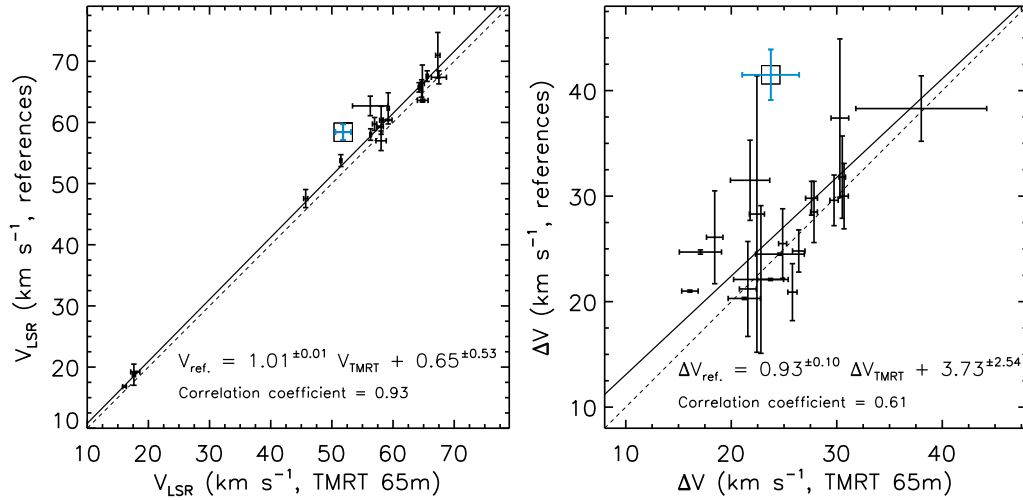 70
60
50
40
30
20
10
V_LSR (km s⁻¹, references)
V_ref. = 1.01^±0.01 V_TMRT + 0.65^±0.53
Correlation coefficient = 0.93
10 20 30 40 50 60 70
V_LSR (km s⁻¹, TMRT 65m)
40
30
20
10
ΔV (km s⁻¹, references)
ΔV_ref. = 0.93^±0.10 ΔV_TMRT + 3.73^±2.54
Correlation coefficient = 0.61
10 20 30 40
ΔV (km s⁻¹, TMRT 65m)